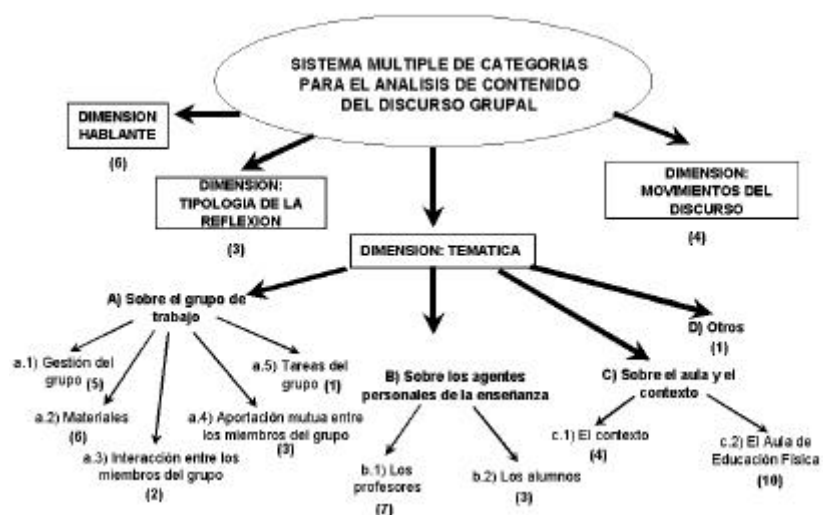 SISTEMA MULTIPLE DE CATEGORIAS
PARA EL ANALISIS DE CONTENIDO
DEL DISCURSO GRUPAL
DIMENSION
HABLANTE
(6)
DIMENSION:
TIPOLOGIA DE LA
REFLEXION
(3)
DIMENSION:
MOVIMIENTOS DEL
DISCURSO
(4)
DIMENSION: TEMATICA
A) Sobre el grupo de
trabajo
a.1) Gestión del
grupo (5)
a.2) Materiales
(6)
a.3) Interacción entre los
miembros del grupo
(2)
a.4) Aportación mutua entre
los miembros del grupo
(3)
a.5) Tareas del
grupo (1)
B) Sobre los agentes
personales de la enseñanza
b.1) Los
profesores
(7)
b.2) Los alumnos
(3)
C) Sobre el aula y el
contexto
c.1) El contexto
(4)
c.2) El Aula de
Educación Física
(10)
D) Otros
(1)